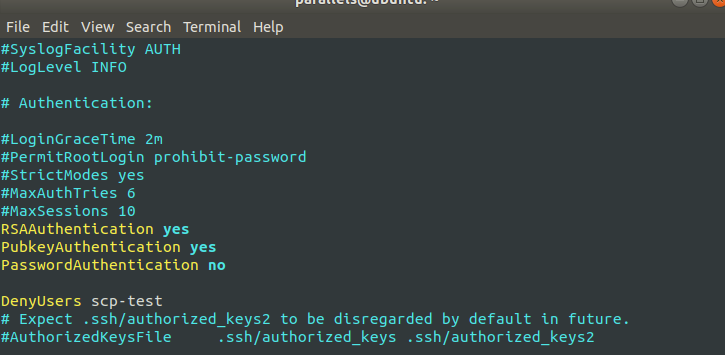 parallels@ubuntu: ~
File Edit View Search Terminal Help
#SyslogFacility AUTH
#LogLevel INFO
# Authentication:
#LoginGraceTime 2m
#PermitRootLogin prohibit-password
#StrictModes yes
#MaxAuthTries 6
#MaxSessions 10
RSAAuthentication yes
PubkeyAuthentication yes
PasswordAuthentication no
DenyUsers scp-test
# Expect .ssh/authorized_keys2 to be disregarded by default in future.
#AuthorizedKeysFile     .ssh/authorized_keys .ssh/authorized_keys2